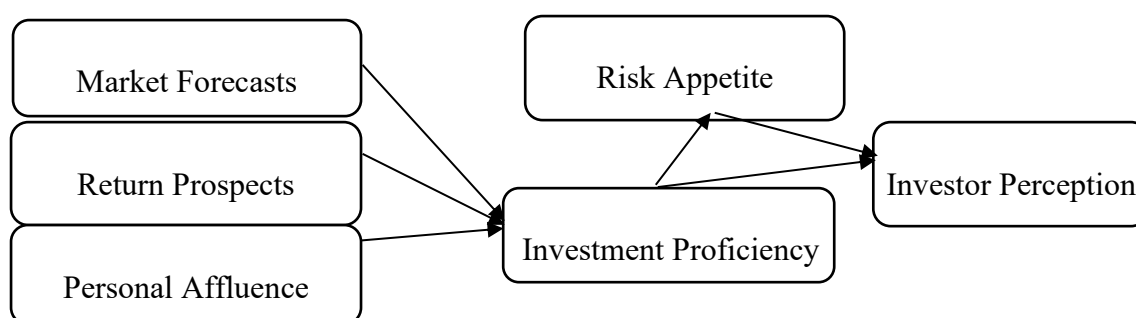 Market Forecasts
Return Prospects
Personal Affluence
Risk Appetite
Investment Proficiency
Investor Perception